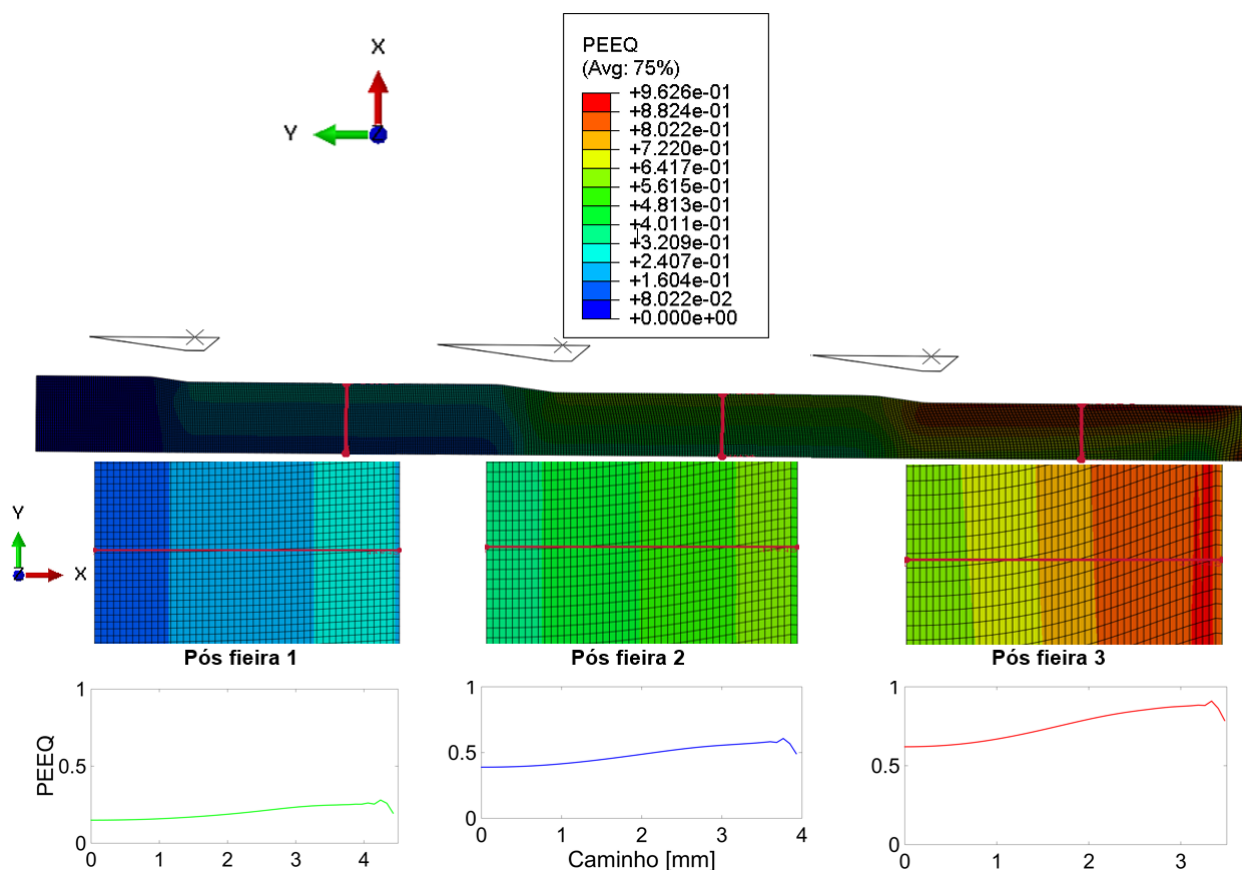 X
Y
Z
PEEQ
(Avg: 75%)
+9.626e-01
+8.824e-01
+8.022e-01
+7.220e-01
+6.417e-01
+5.615e-01
+4.813e-01
+4.011e-01
+3.209e-01
+2.407e-01
+1.604e-01
+8.022e-02
+0.000e+00
Y
Z
X
Pós fieira 1
Pós fieira 2
Pós fieira 3
PEEQ
1
0.5
0
0
1
2
3
4
1
0.5
0
0
1
2
3
4
Caminho [mm]
1
0.5
0
0
1
2
3